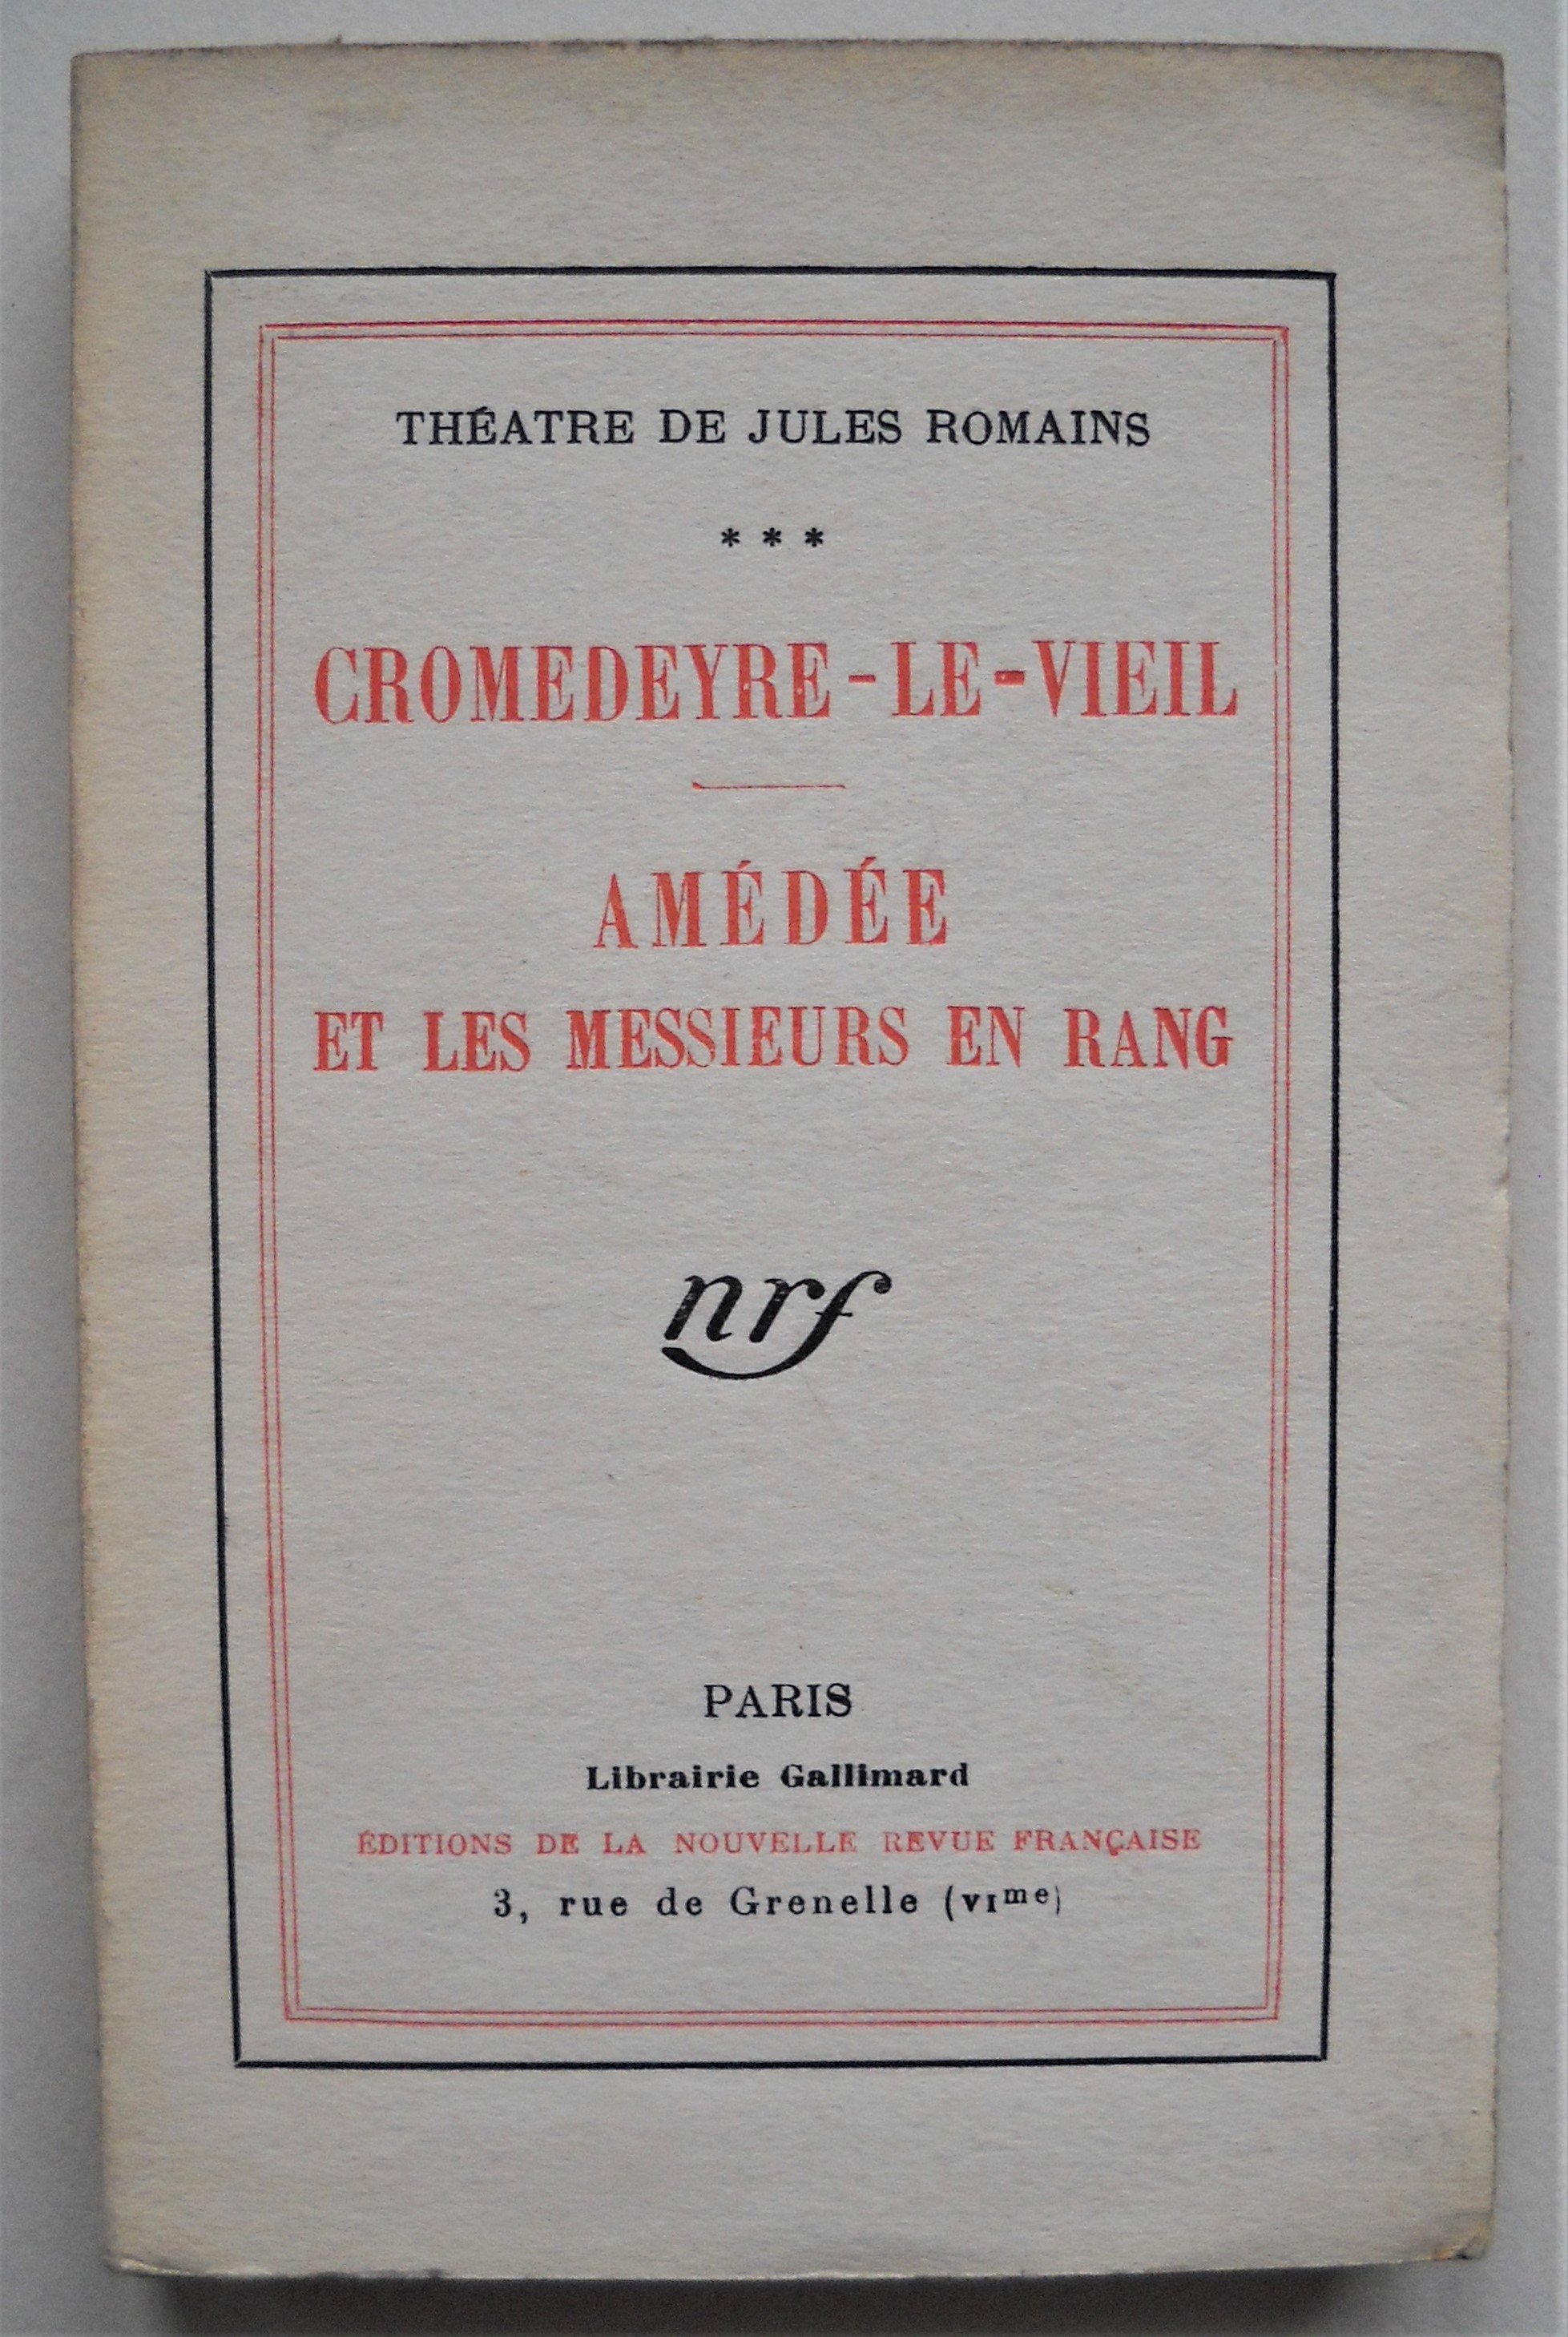 THÉATRE DE JULES ROMAINS
* * *
CROMEDEYRE-LE-VIEIL
AMÉDÉE
ET LES MESSIEURS EN RANG
nrf
PARIS
Librairie Gallimard
ÉDITIONS DE LA NOUVELLE REVUE FRANÇAISE
3, rue de Grenelle (VIme)